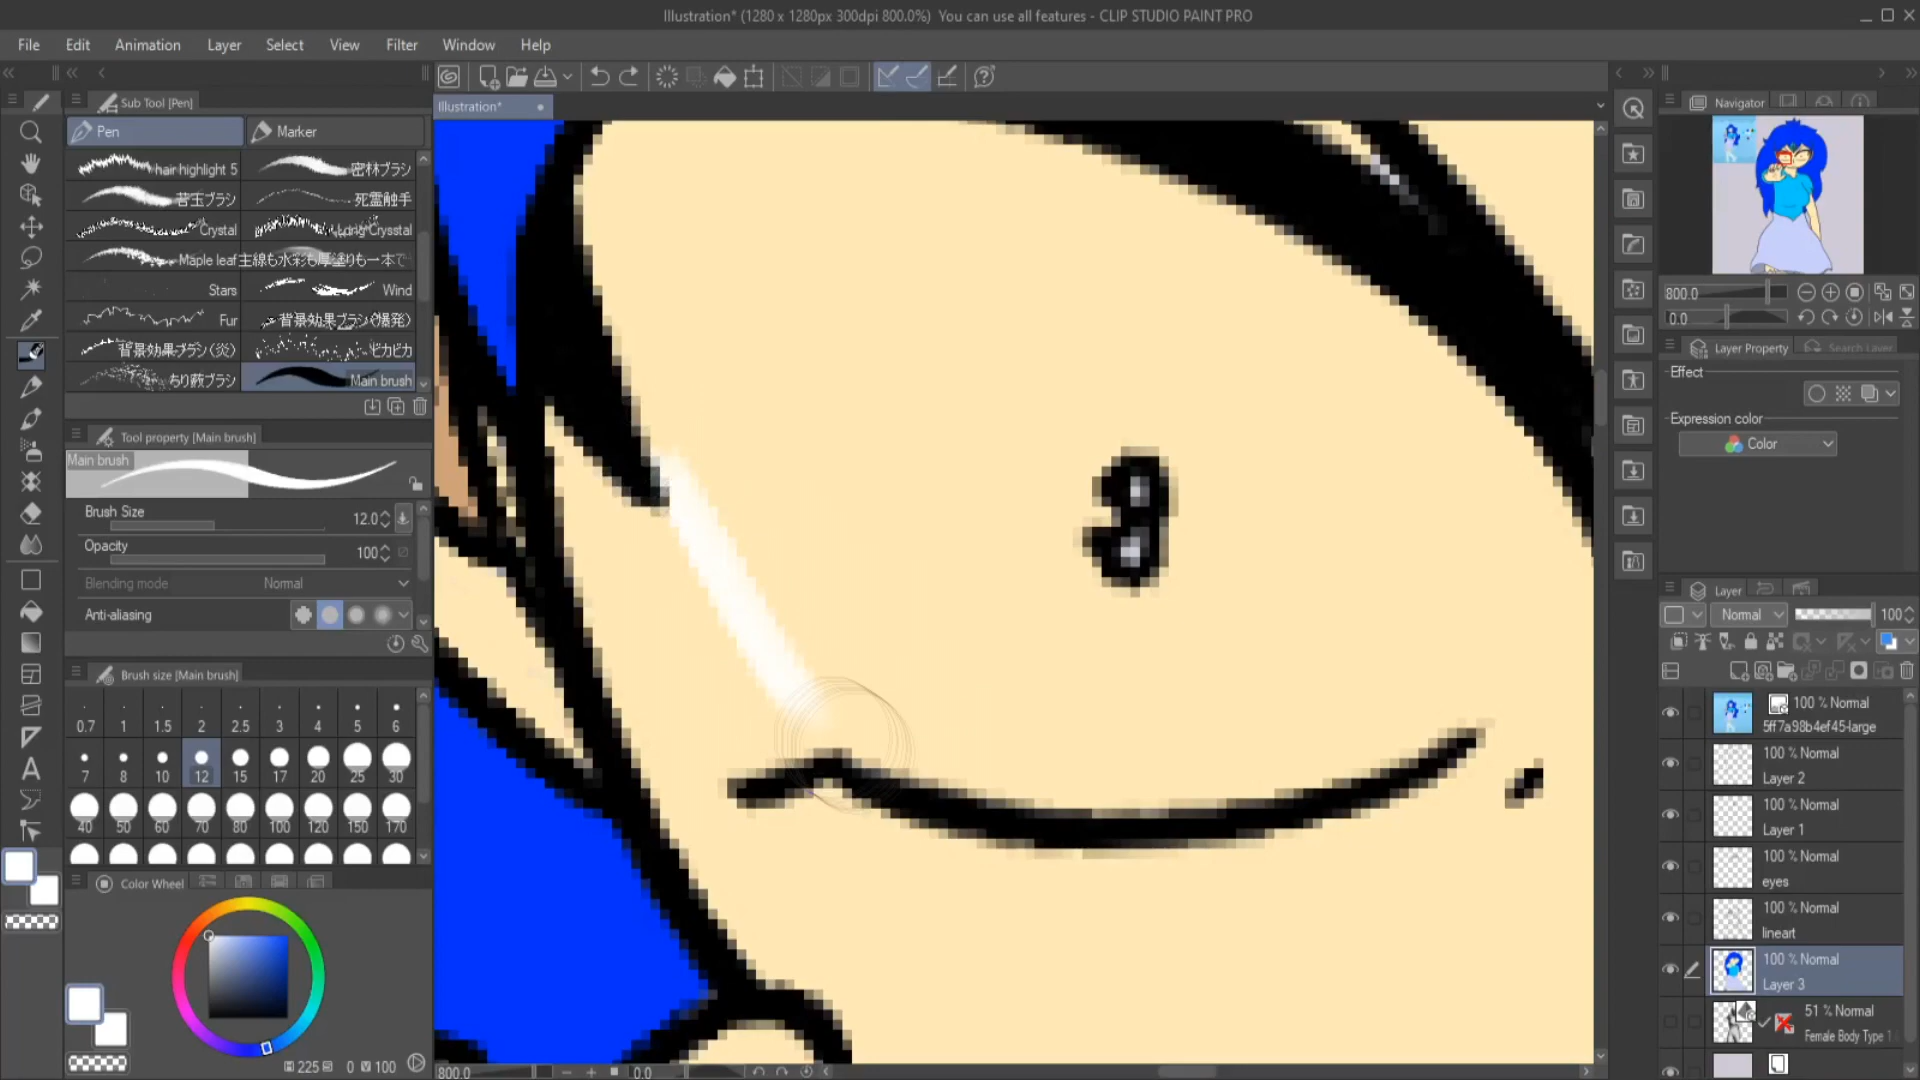 Illustration* (1280 x 1280px 300dpi 800.0%)  You can use all features - CLIP STUDIO PAINT PRO
File Edit Animation Layer Select View Filter Window Help
Sub Tool [Pen]
Pen Marker
hair highlight 5 密林ブラシ
苔玉ブラシ 死霊触手
Crystal Long Crysstal
Maple leaf 主線も水彩も厚塗りも一本で
Stars Wind
Fur 背景効果ブラシ(爆発)
背景効果ブラシ(炎) ピカピカ
ちり藪ブラシ Main brush
Tool property [Main brush]
Main brush
Brush Size 12.0
Opacity 100
Blending mode Normal
Anti-aliasing
Brush size [Main brush]
0.7 1 1.5 2 2.5 3 4 5 6
7 8 10 12 15 17 20 25 30
40 50 60 70 80 100 120 150 170
Color Wheel
225 0 100
Illustration*
800.0 0.0
Navigator
800.0
0.0
Layer Property Search Layer
Effect
Expression color
Color
Layer
Normal 100
100 % Normal
5ff7a98b4ef45-large
100 % Normal
Layer 2
100 % Normal
Layer 1
100 % Normal
eyes
100 % Normal
lineart
100 % Normal
Layer 3
51 % Normal
Female Body Type 1